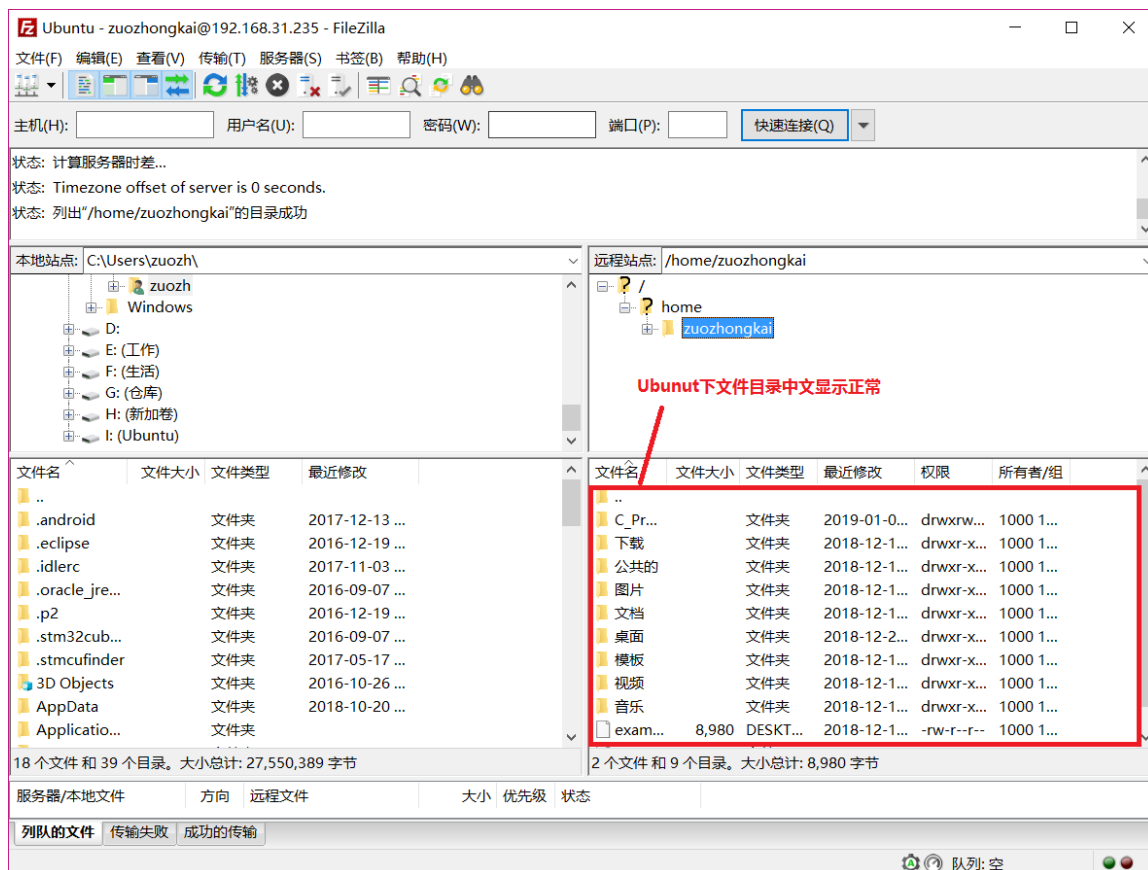 Ubuntu - zuozhongkai@192.168.31.235 - FileZilla
文件(F) 编辑(E) 查看(V) 传输(T) 服务器(S) 书签(B) 帮助(H)
主机(H): 用户名(U): 密码(W): 端口(P): 快速连接(Q)
状态: 计算服务器时差...
状态: Timezone offset of server is 0 seconds.
状态: 列出"/home/zuozhongkai"的目录成功
本地站点: C:\Users\zuozh\
zuozh
Windows
D:
E: (工作)
F: (生活)
G: (仓库)
H: (新加卷)
I: (Ubuntu)
远程站点: /home/zuozhongkai
/
home
zuozhongkai
Ubunut下文件目录中文显示正常
文件名 文件大小 文件类型 最近修改
..
.android 文件夹 2017-12-13 ...
.eclipse 文件夹 2016-12-19 ...
.idlerc 文件夹 2017-11-03 ...
.oracle_jre... 文件夹 2016-09-07 ...
.p2 文件夹 2016-12-19 ...
.stm32cub... 文件夹 2016-09-07 ...
.stmcufinder 文件夹 2017-05-17 ...
3D Objects 文件夹 2016-10-26 ...
AppData 文件夹 2018-10-20 ...
Applicatio... 文件夹
18 个文件 和 39 个目录。大小总计: 27,550,389 字节
文件名 文件大小 文件类型 最近修改 权限 所有者/组
..
C_Pr... 文件夹 2019-01-0... drwxrw... 1000 1...
下载 文件夹 2018-12-1... drwxr-x... 1000 1...
公共的 文件夹 2018-12-1... drwxr-x... 1000 1...
图片 文件夹 2018-12-1... drwxr-x... 1000 1...
文档 文件夹 2018-12-1... drwxr-x... 1000 1...
桌面 文件夹 2018-12-2... drwxr-x... 1000 1...
模板 文件夹 2018-12-1... drwxr-x... 1000 1...
视频 文件夹 2018-12-1... drwxr-x... 1000 1...
音乐 文件夹 2018-12-1... drwxr-x... 1000 1...
exam... 8,980 DESKT... 2018-12-1... -rw-r--r-- 1000 1...
2 个文件 和 9 个目录。大小总计: 8,980 字节
服务器/本地文件 方向 远程文件 大小 优先级 状态
列队的文件 传输失败 成功的传输
队列: 空